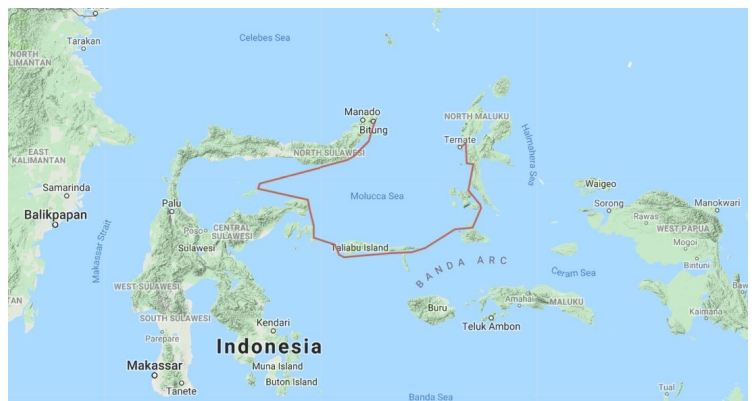 Tarakan
Celebes Sea
NORTH
KALIMANTAN
Manado
Bitung
NORTH MALUKU
Ternate
Halmahera Sea
EAST
KALIMANTAN
NORTH SULAWESI
Samarinda
Molucca Sea
Waigeo
Sorong
Manokwari
Balikpapan
Palu
Rawas
WEST PAPUA
Makassar Strait
Poso
CENTRAL
SULAWESI
Sulawesi
Taliabu Island
Mogoi
BANDA ARC
Bintuni
Ceram Sea
WEST SULAWESI
Buru
Amahai
MALUKU
Kaimana
SOUTH SULAWESI
Kendari
Teluk Ambon
Parepare
Indonesia
Makassar
Muna Island
Tanete
Buton Island
Tual
Banda Sea